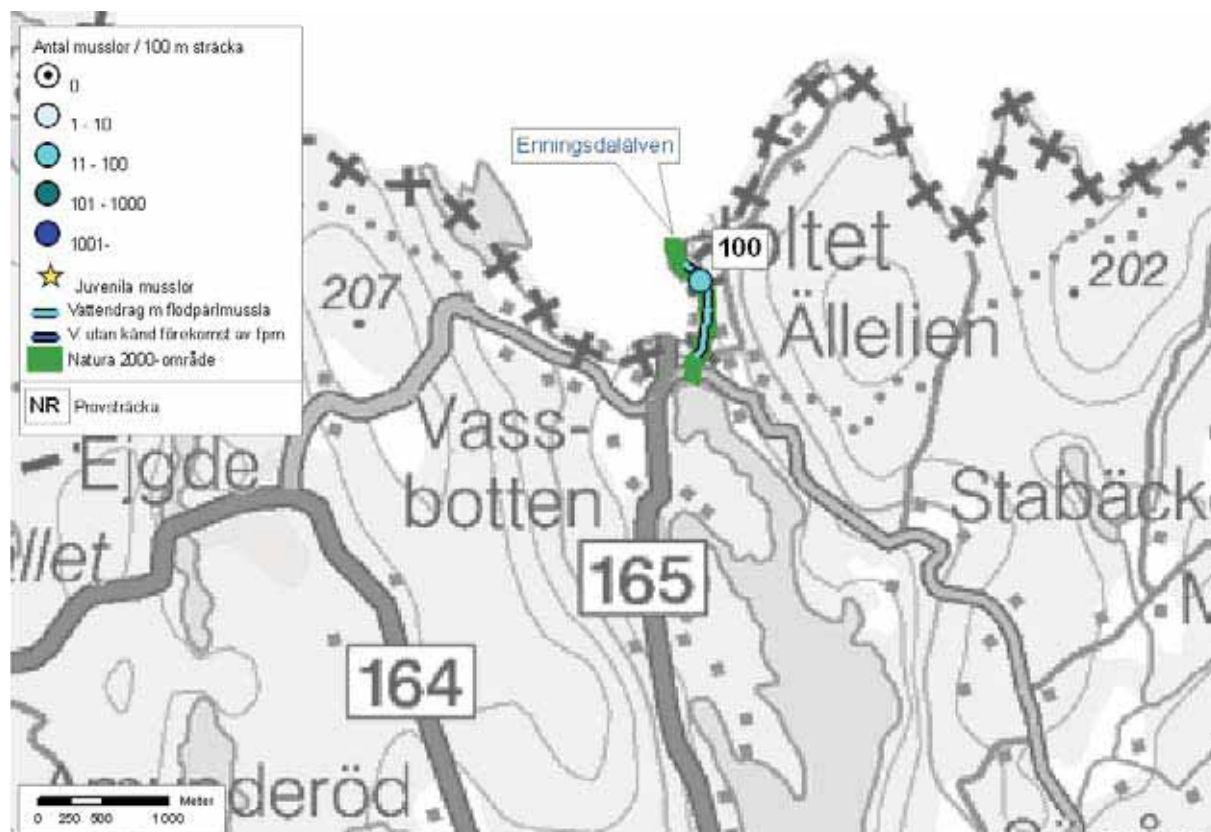 Antal musslor / 100 m sträcka
0
1 - 10
11 - 100
101 - 1000
1001-
Juvenila musslor
Vattendrag m flodpärlmussla
V. utan känd förekomst av fpm
Natura 2000- område
NR Provsträcka
Enningsdalälven
100
Holtet
202
207
Ällelien
Vass-
botten
Ejgde
Stabäck
165
164
Meter
0 250 500 1 000